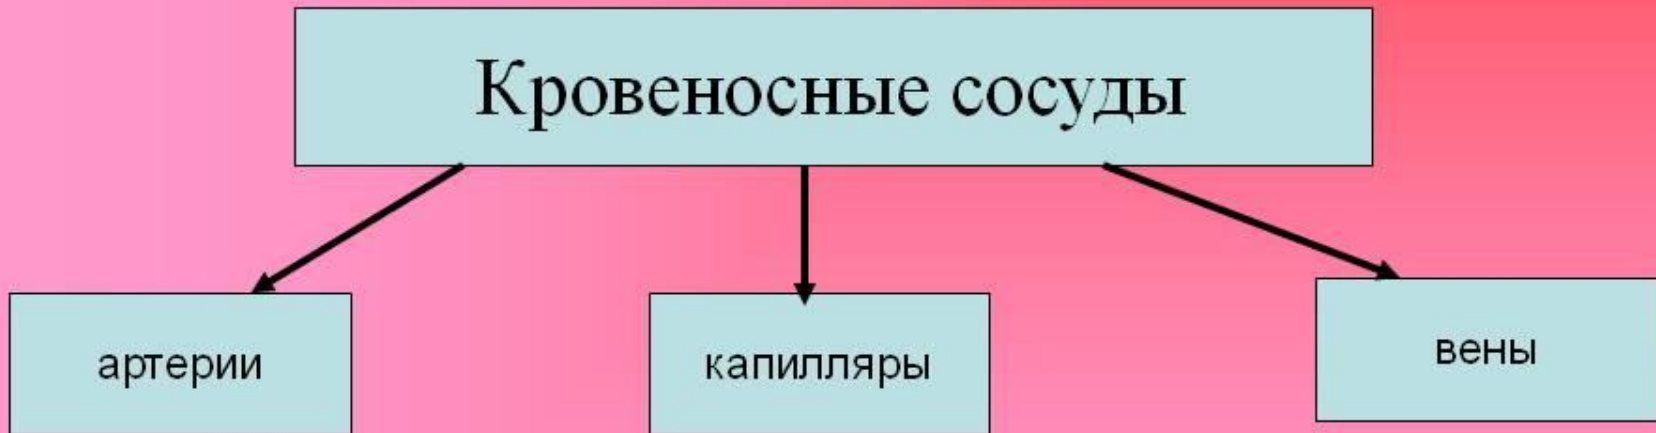 Кровеносные сосуды
артерии
капилляры
вены